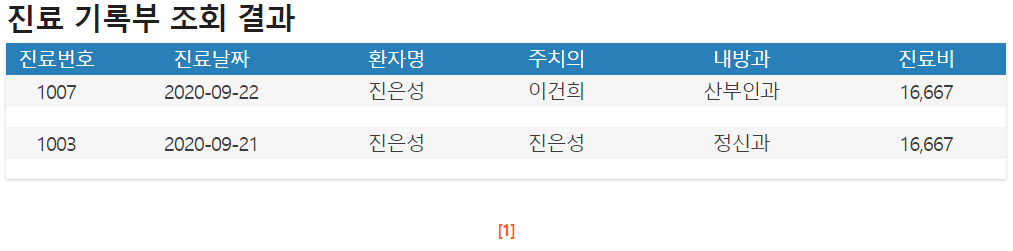 진료 기록부 조회 결과
진료번호 진료날짜 환자명 주치의 내방과 진료비
1007 2020-09-22 진은성 이건희 산부인과 16,667
1003 2020-09-21 진은성 진은성 정신과 16,667
[1]